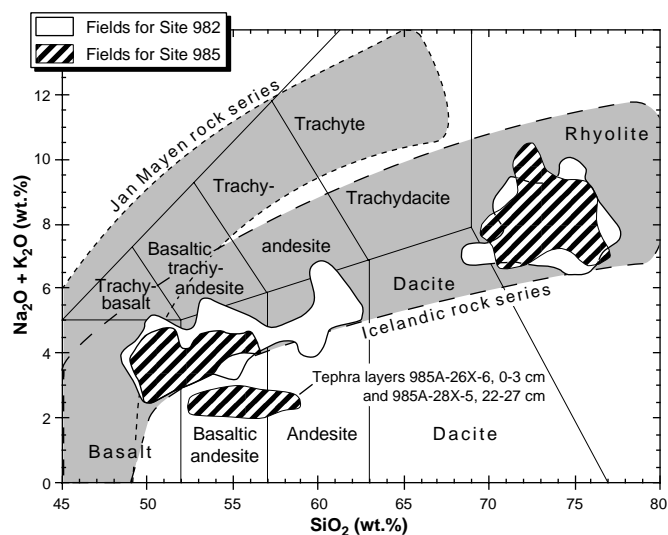 Fields for Site 982
Fields for Site 985
Na2O + K2O (wt.%)
12
10
8
6
4
2
0
Jan Mayen rock series
Trachyte
Rhyolite
Trachy-
andesite
Trachydacite
Basaltic
trachy-
andesite
Trachy-
basalt
Dacite
Icelandic rock series
Tephra layers 985A-26X-6, 0-3 cm
and 985A-28X-5, 22-27 cm
Basalt
Basaltic
andesite
Andesite
Dacite
45 50 55 60 65 70 75 80
SiO2 (wt.%)